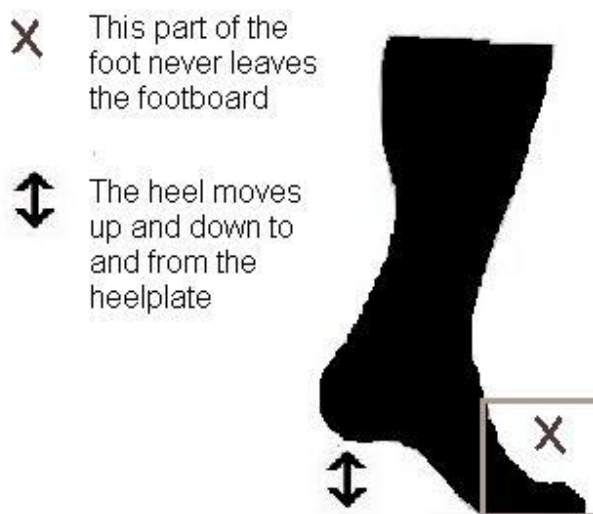 X This part of the
foot never leaves
the footboard
The heel moves
up and down to
and from the
heelplate
X